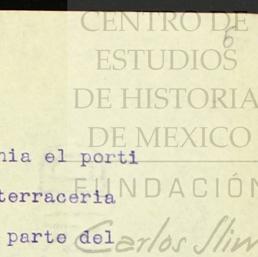 CENTRO DE
ESTUDIOS
DE HISTORIA
DE MEXICO
FUNDACIÓN
Carlos Slim
6
nia el porti
terraceria
parte del